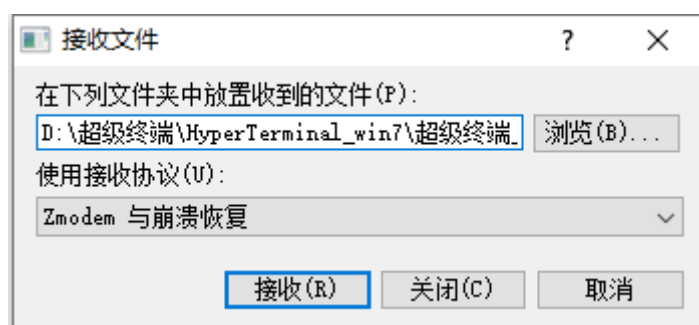 接收文件
在下列文件夹中放置收到的文件(P):
D:\超级终端\HyperTerminal_win7\超级终端_
浏览(B)...
使用接收协议(U):
Zmodem 与崩溃恢复
接收(R) 关闭(C) 取消